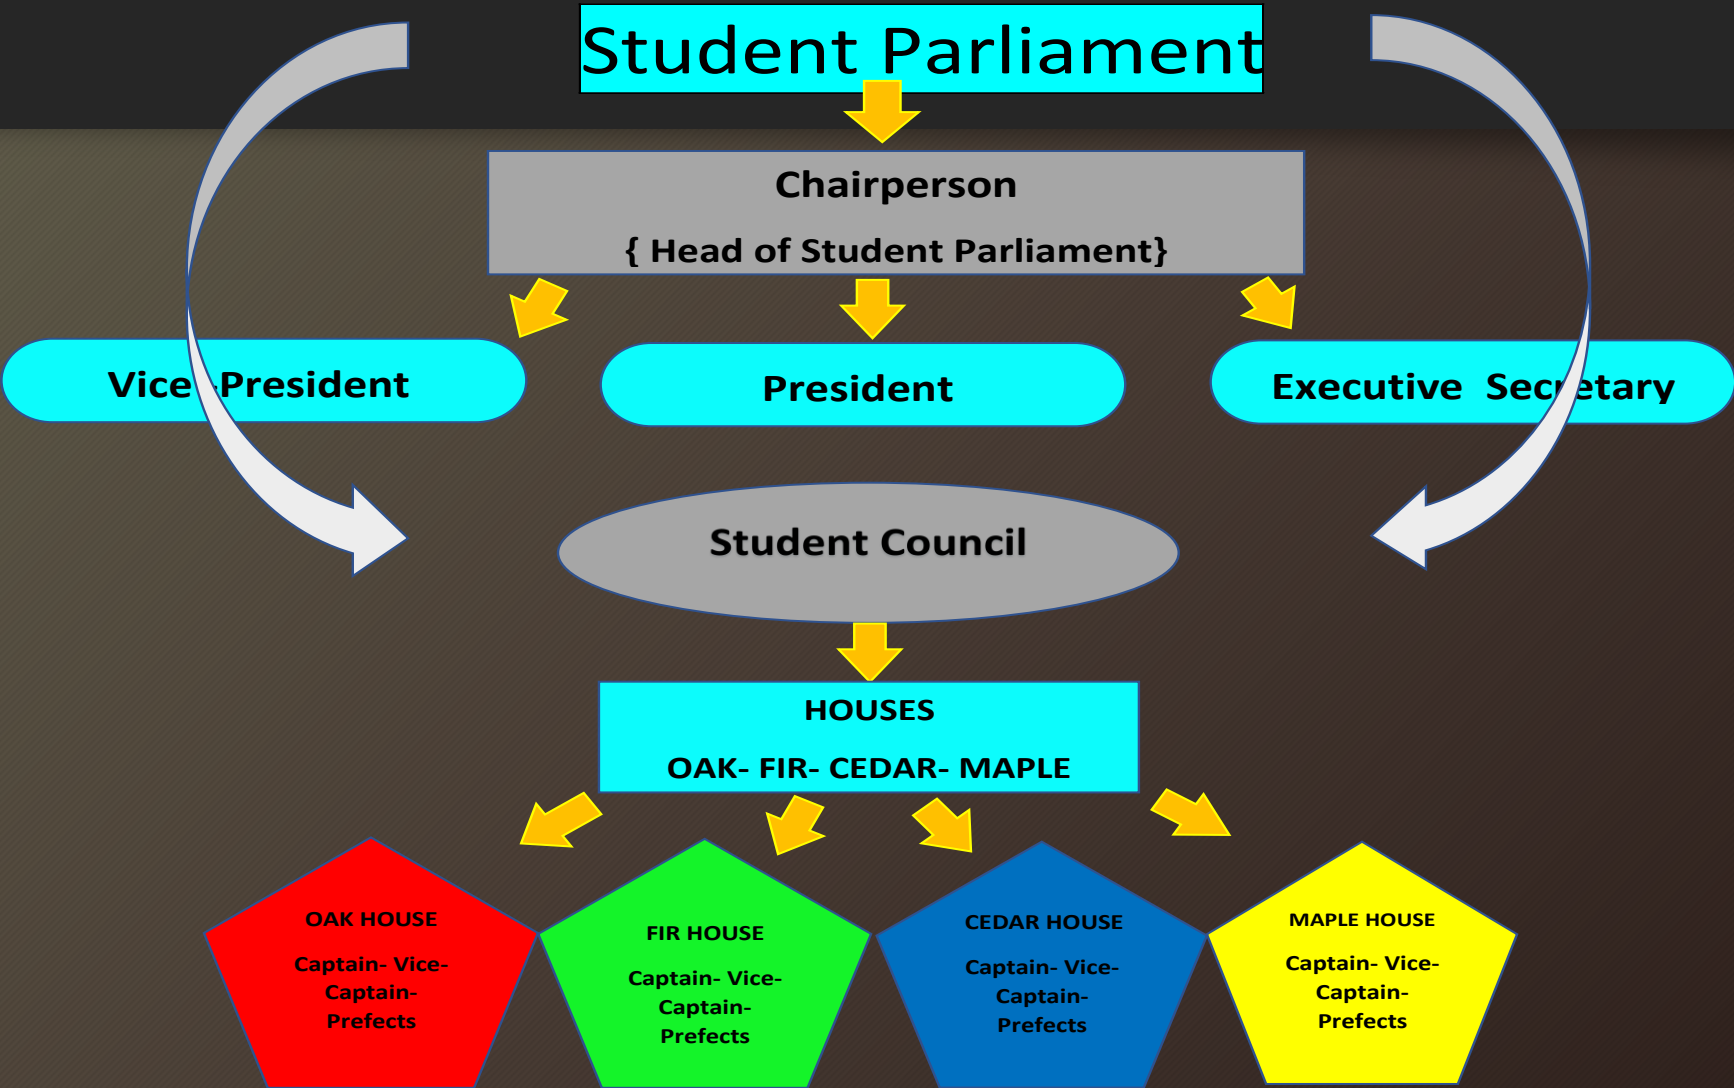 Student Parliament
Chairperson
{ Head of Student Parliament}
Vice -President
President
Executive Secretary
Student Council
HOUSES
OAK- FIR- CEDAR- MAPLE
OAK HOUSE
Captain- Vice-
Captain-
Prefects
FIR HOUSE
Captain- Vice-
Captain-
Prefects
CEDAR HOUSE
Captain- Vice-
Captain-
Prefects
MAPLE HOUSE
Captain- Vice-
Captain-
Prefects